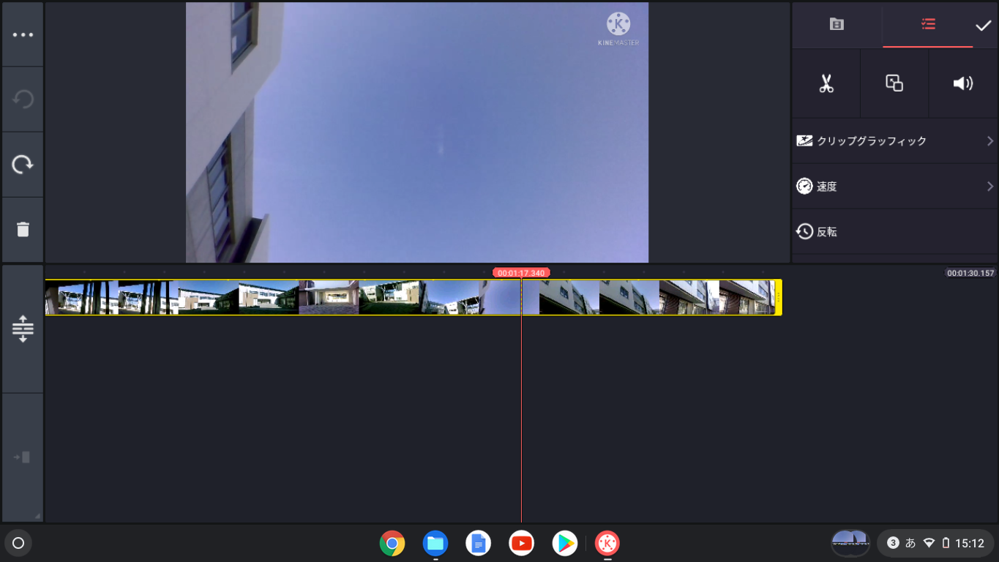 K
KINEMASTER
クリップグラッフィック
速度
反転
00:01:17.340
00:01:30.157
K
3 あ 15:12